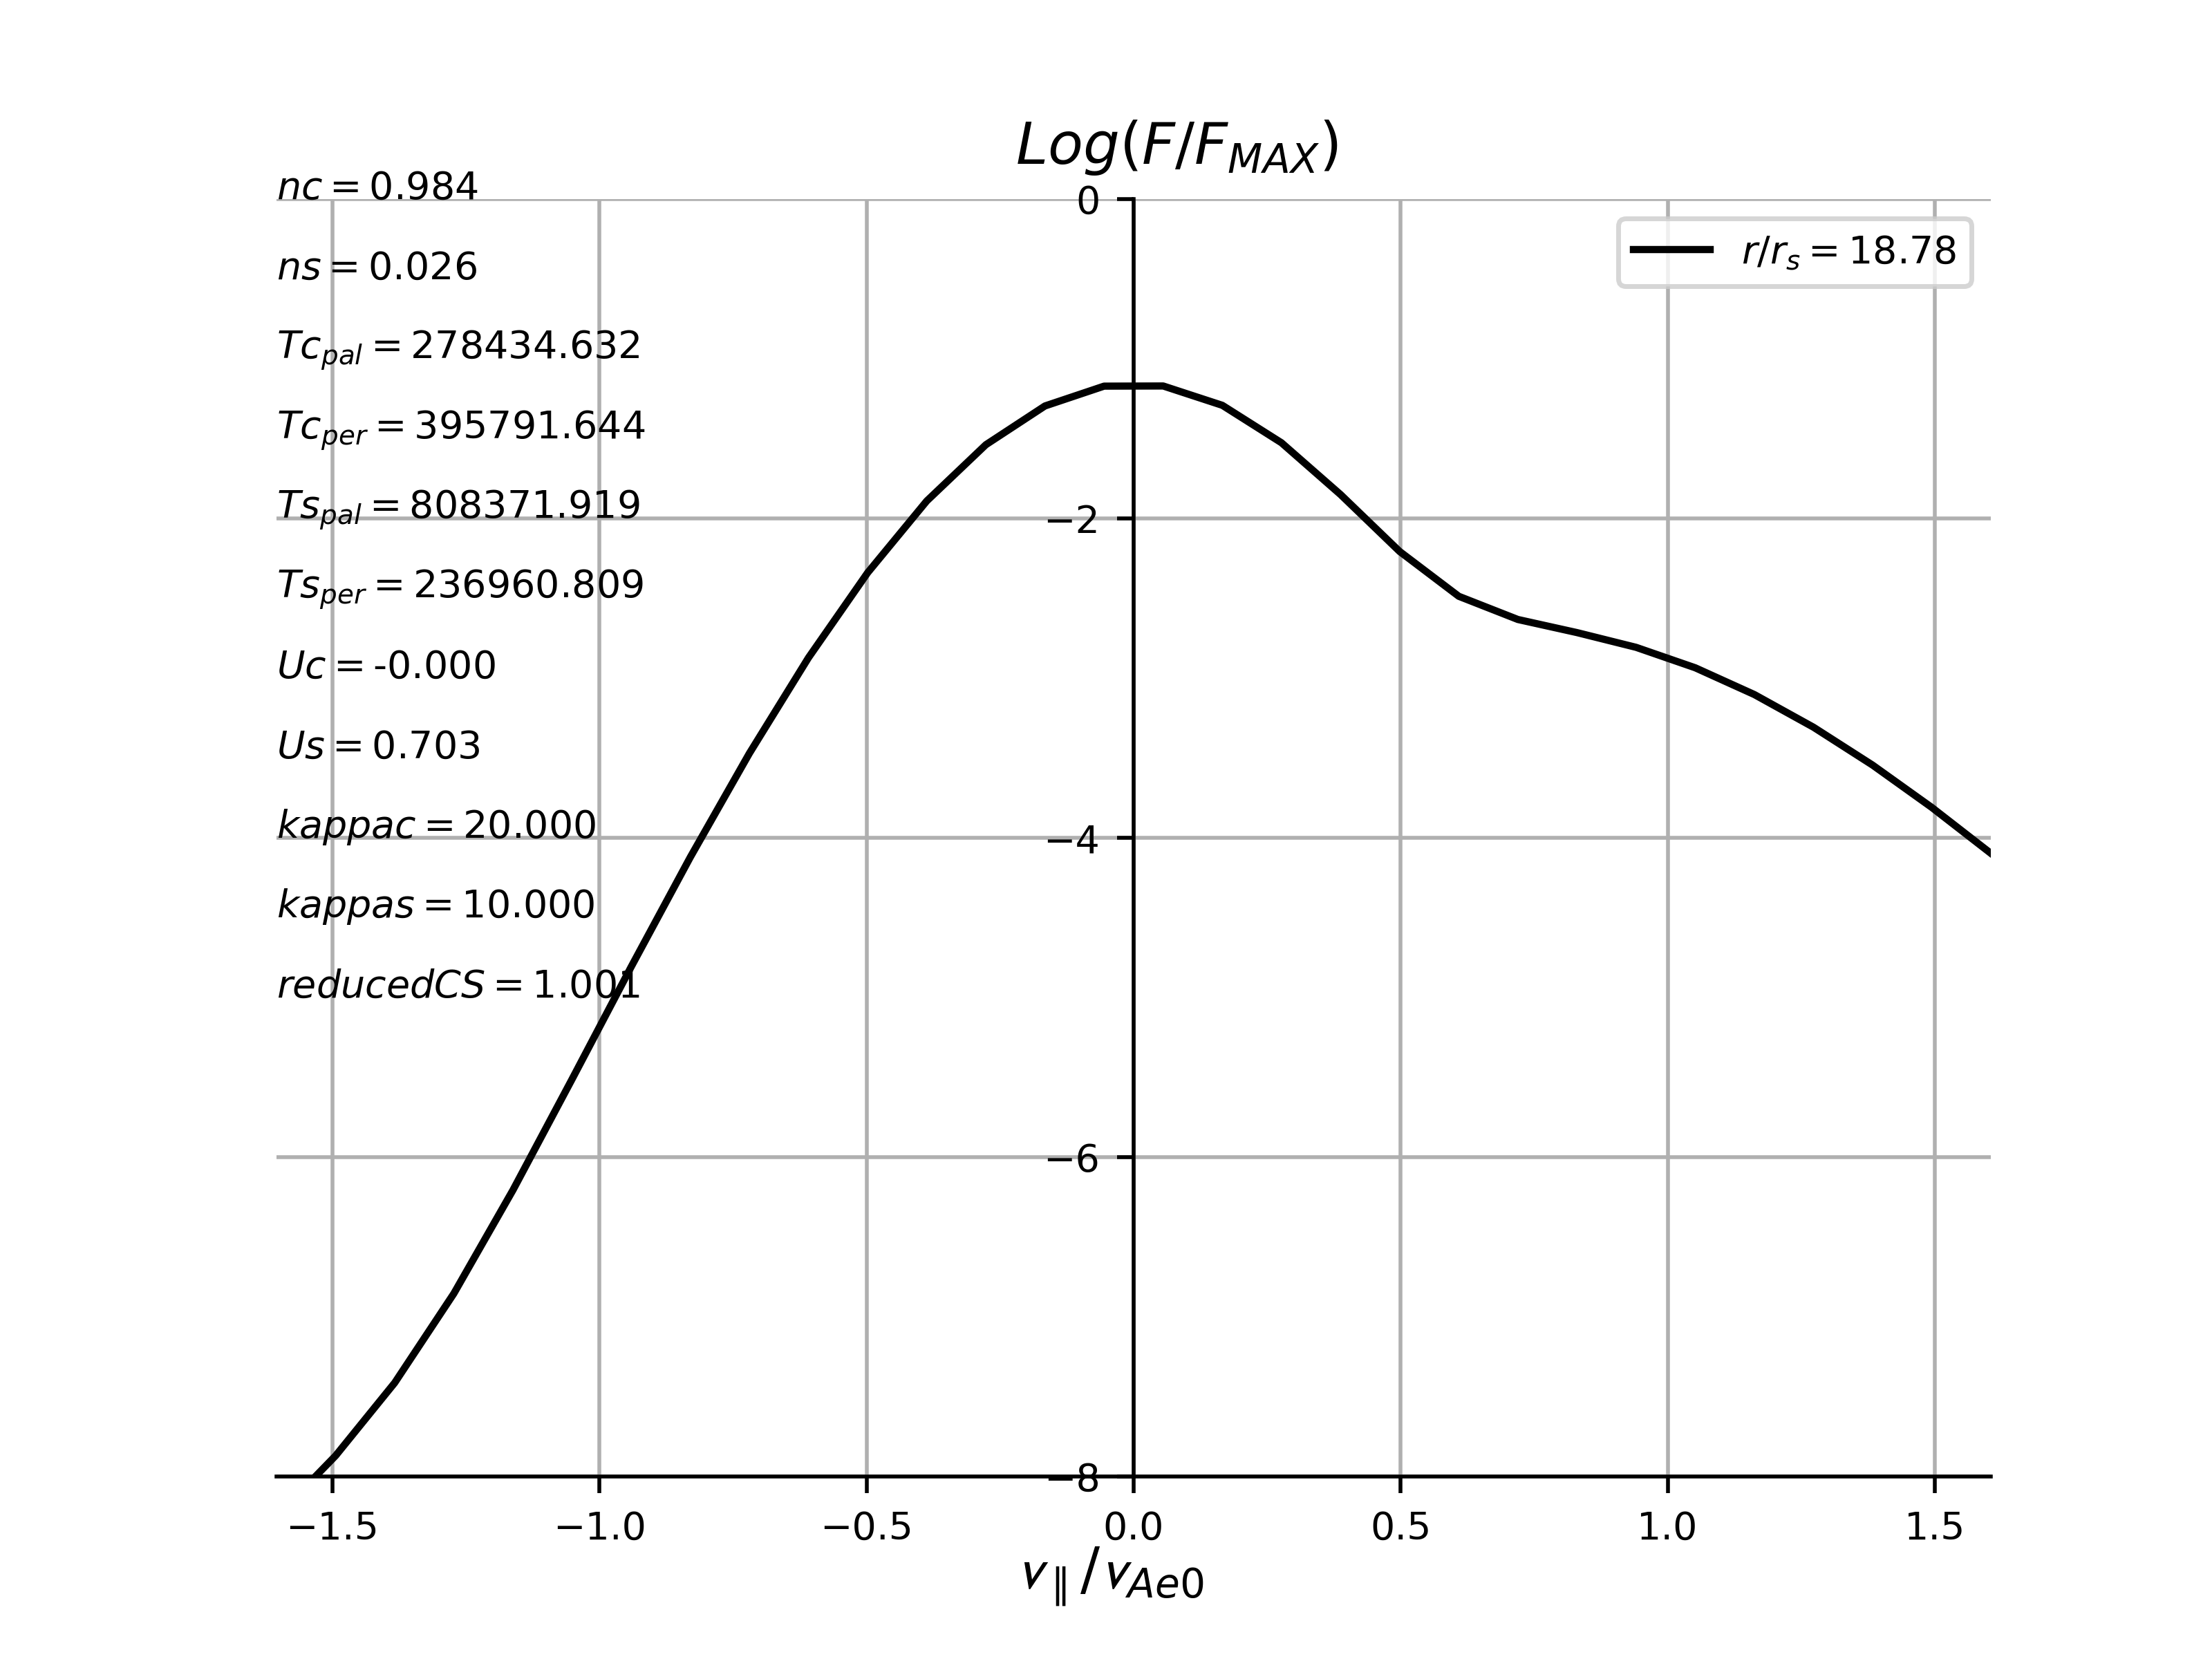 Log(F/F_MAX)
nc = 0.984
0
r/r_s = 18.78
ns = 0.026
Tc_pal = 278434.632
Tc_per = 395791.644
Ts_pal = 808371.919
−2
Ts_per = 236960.809
Uc = -0.000
Us = 0.703
kappac = 20.000
−4
kappas = 10.000
reducedCS = 1.001
−6
−8
−1.5 −1.0 −0.5 0.0 0.5 1.0 1.5
v_∥/v_Ae0